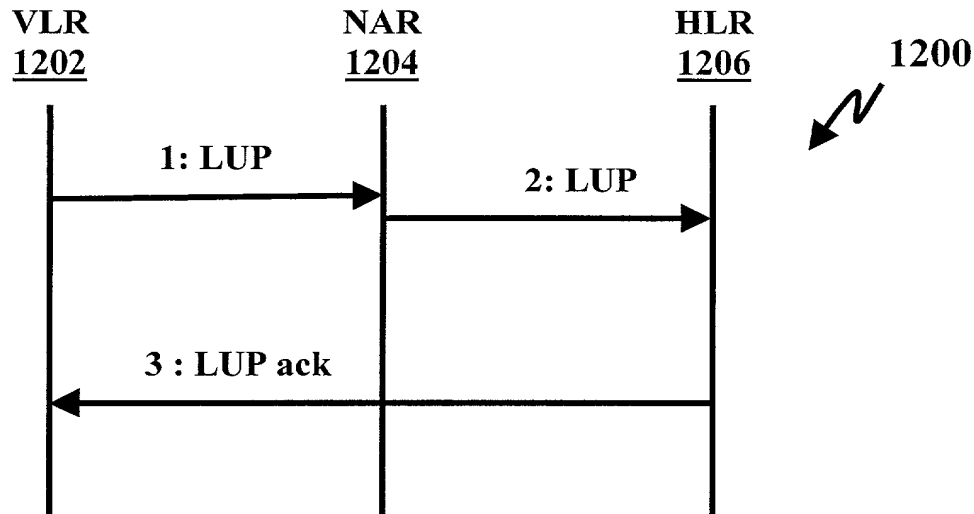 VLR NAR HLR
1202 1204 1206 1200
1: LUP
2: LUP
3 : LUP ack